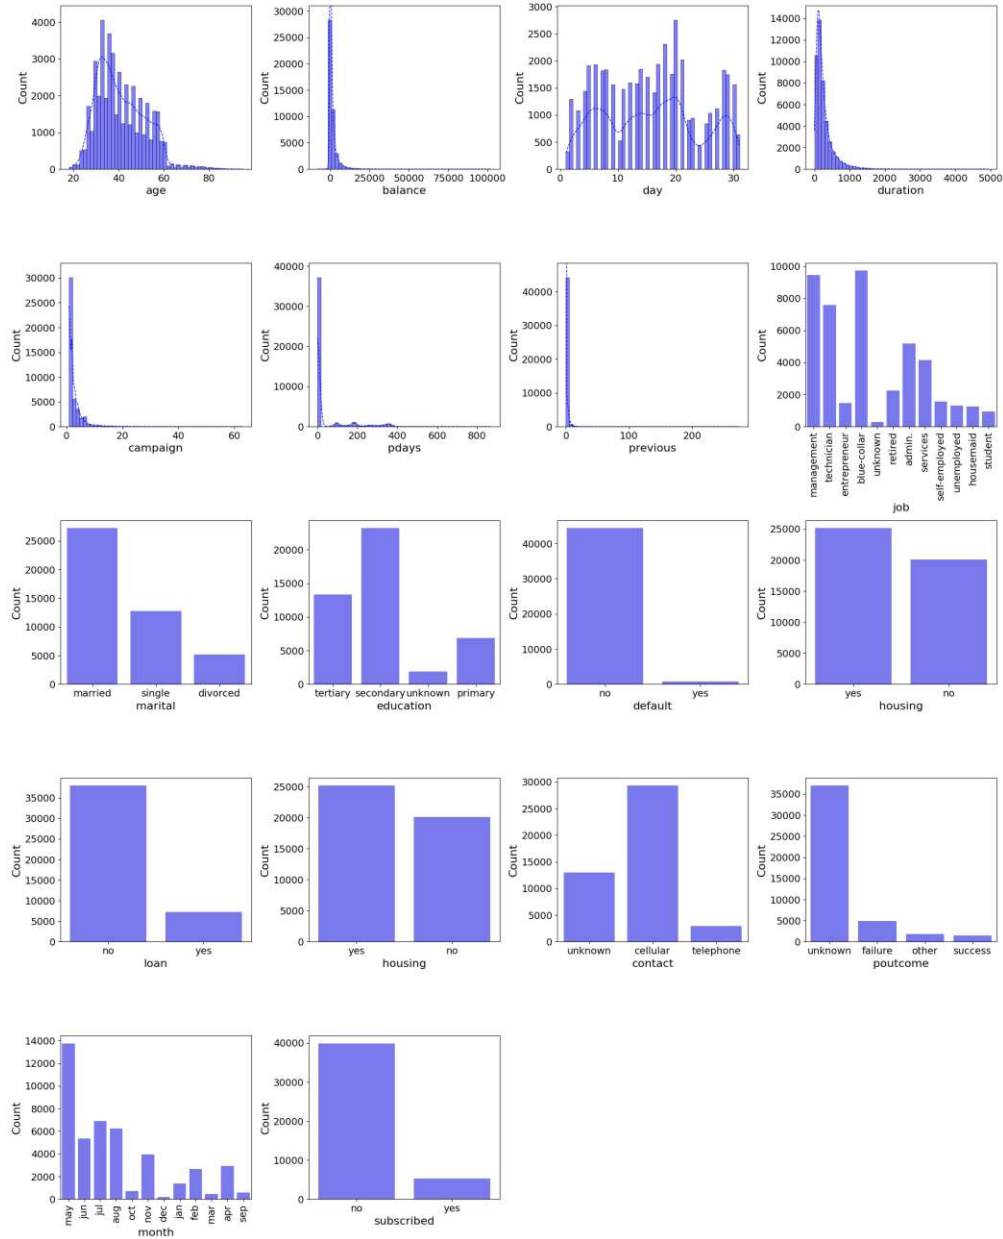 4000
3000
2000
1000
0
Count
20 40 60 80
age
30000
25000
20000
15000
10000
5000
0
Count
0 25000 50000 75000 100000
balance
3000
2500
2000
1500
1000
500
0
Count
0 10 20 30
day
14000
12000
10000
8000
6000
4000
2000
0
Count
0 1000 2000 3000 4000 5000
duration
30000
25000
20000
15000
10000
5000
0
Count
0 20 40 60
campaign
40000
30000
20000
10000
0
Count
0 200 400 600 800
pdays
40000
30000
20000
10000
0
Count
0 100 200
previous
10000
8000
6000
4000
2000
0
Count
management
technician
entrepreneur
blue-collar
unknown
retired
admin.
services
self-employed
unemployed
housemaid
student
job
25000
20000
15000
10000
5000
0
Count
married single divorced
marital
20000
15000
10000
5000
0
Count
tertiary secondary unknown primary
education
40000
30000
20000
10000
0
Count
no yes
default
25000
20000
15000
10000
5000
0
Count
yes no
housing
35000
30000
25000
20000
15000
10000
5000
0
Count
no yes
loan
25000
20000
15000
10000
5000
0
Count
yes no
housing
30000
25000
20000
15000
10000
5000
0
Count
unknown cellular telephone
contact
35000
30000
25000
20000
15000
10000
5000
0
Count
unknown failure other success
poutcome
14000
12000
10000
8000
6000
4000
2000
0
Count
may
jun
jul
aug
oct
nov
dec
jan
feb
mar
apr
sep
month
40000
30000
20000
10000
0
Count
no yes
subscribed